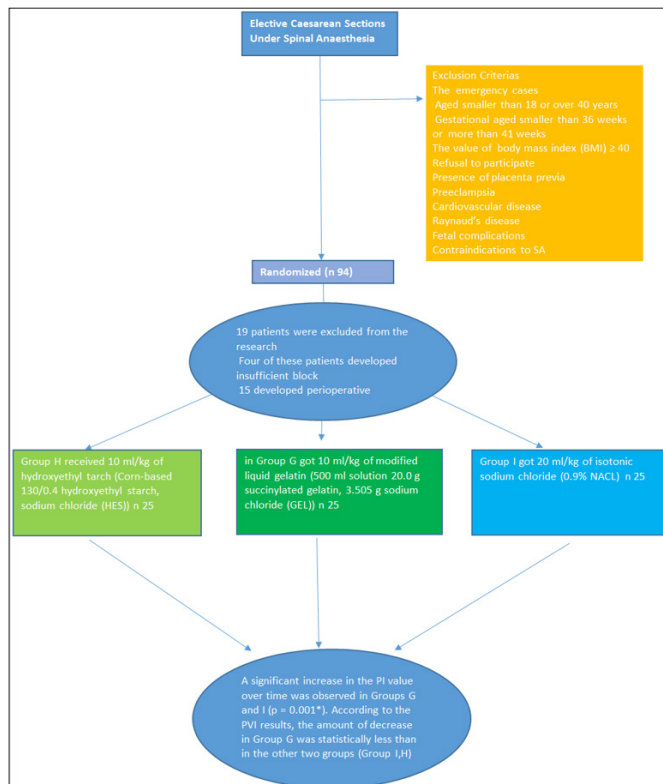 Elective Caesarean Sections
Under Spinal Anaesthesia
Exclusion Criterias
The emergency cases
Aged smaller than 18 or over 40 years
Gestational aged smaller than 36 weeks
or more than 41 weeks
The value of body mass index (BMI) ≥ 40
Refusal to participate
Presence of placenta previa
Preeclampsia
Cardiovascular disease
Raynaud's disease
Fetal complications
Contraindications to SA
Randomized (n 94)
19 patients were excluded from the
research
Four of these patients developed
insufficient block
15 developed perioperative
Group H received 10 ml/kg of
hydroxyethyl tarch (Corn-based
130/0.4 hydroxyethyl starch,
sodium chloride (HES)) n 25
in Group G got 10 ml/kg of modified
liquid gelatin (500 ml solution 20.0 g
succinylated gelatin, 3.505 g sodium
chloride (GEL)) n 25
Group I got 20 ml/kg of isotonic
sodium chloride (0.9% NACL) n 25
A significant increase in the PI value
over time was observed in Groups G
and I (p = 0.001*). According to the
PVI results, the amount of decrease
in Group G was statistically less than
in the other two groups (Group I,H)